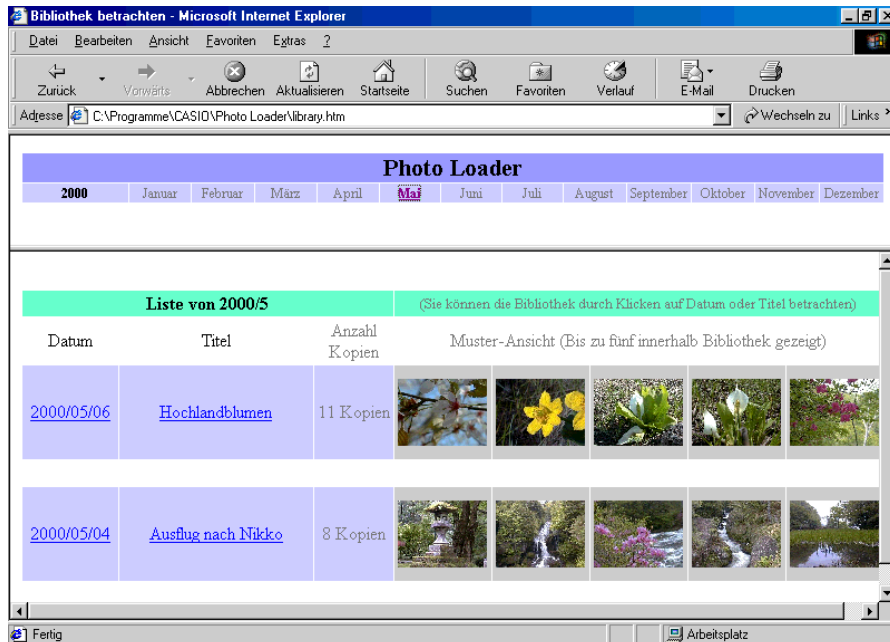 Bibliothek betrachten - Microsoft Internet Explorer
Datei Bearbeiten Ansicht Favoriten Extras ?
Zurück Vorwärts Abbrechen Aktualisieren Startseite Suchen Favoriten Verlauf E-Mail Drucken
Adresse C:\Programme\CASIO\Photo Loader\library.htm Wechseln zu Links
Photo Loader
2000 Januar Februar März April Mai Juni Juli August September Oktober November Dezember
Liste von 2000/5 (Sie können die Bibliothek durch Klicken auf Datum oder Titel betrachten)
Datum Titel Anzahl Kopien Muster-Ansicht (Bis zu fünf innerhalb Bibliothek gezeigt)
2000/05/06 Hochlandblumen 11 Kopien
2000/05/04 Ausflug nach Nikko 8 Kopien
Fertig Arbeitsplatz